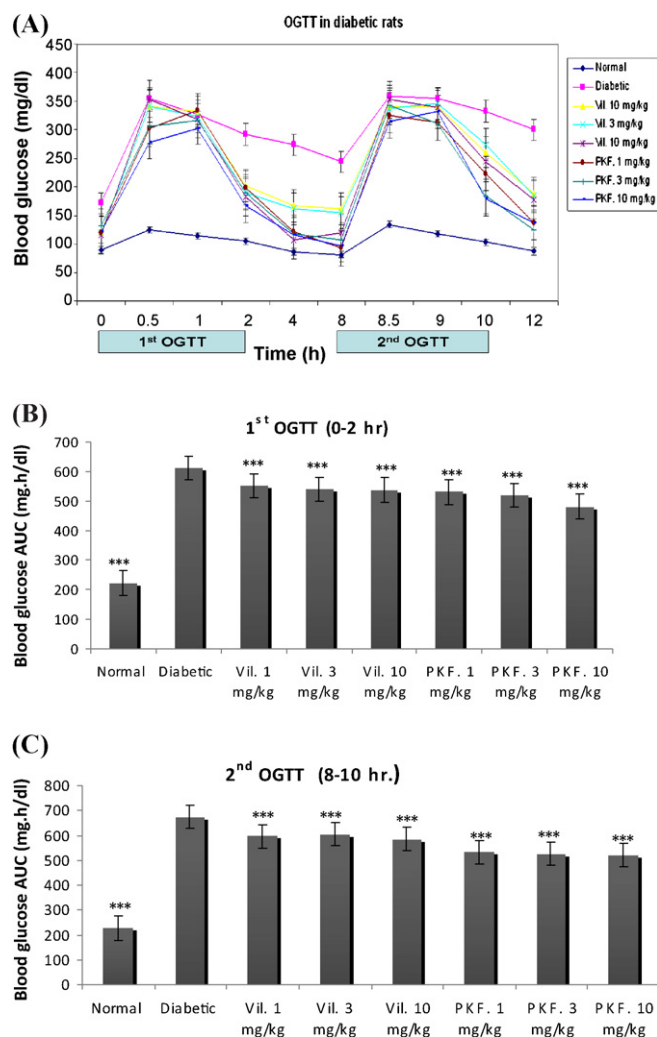 (A)
OGTT in diabetic rats
Blood glucose (mg/dl)
450
400
350
300
250
200
150
100
50
0
0 0.5 1 2 4 8 8.5 9 10 12
1st OGTT
Time (h)
2nd OGTT
Normal
Diabetic
Vil. 10 mg/kg
Vil. 3 mg/kg
Vil. 10 mg/kg
PKF. 1 mg/kg
PKF. 3 mg/kg
PKF. 10 mg/kg
(B)
1st OGTT (0-2 hr)
Blood glucose AUC (mg.h/dl)
700
600
500
400
300
200
100
0
*** *** *** *** *** *** ***
Normal Diabetic Vil. 1 Vil. 3 Vil. 10 PKF. 1 PKF. 3 PKF. 10
mg/kg mg/kg mg/kg mg/kg mg/kg mg/kg
(C)
2nd OGTT (8-10 hr.)
Blood glucose AUC (mg.h/dl)
800
700
600
500
400
300
200
100
0
*** *** *** *** *** *** ***
Normal Diabetic Vil. 1 Vil. 3 Vil. 10 PKF. 1 PKF. 3 PKF. 10
mg/kg mg/kg mg/kg mg/kg mg/kg mg/kg